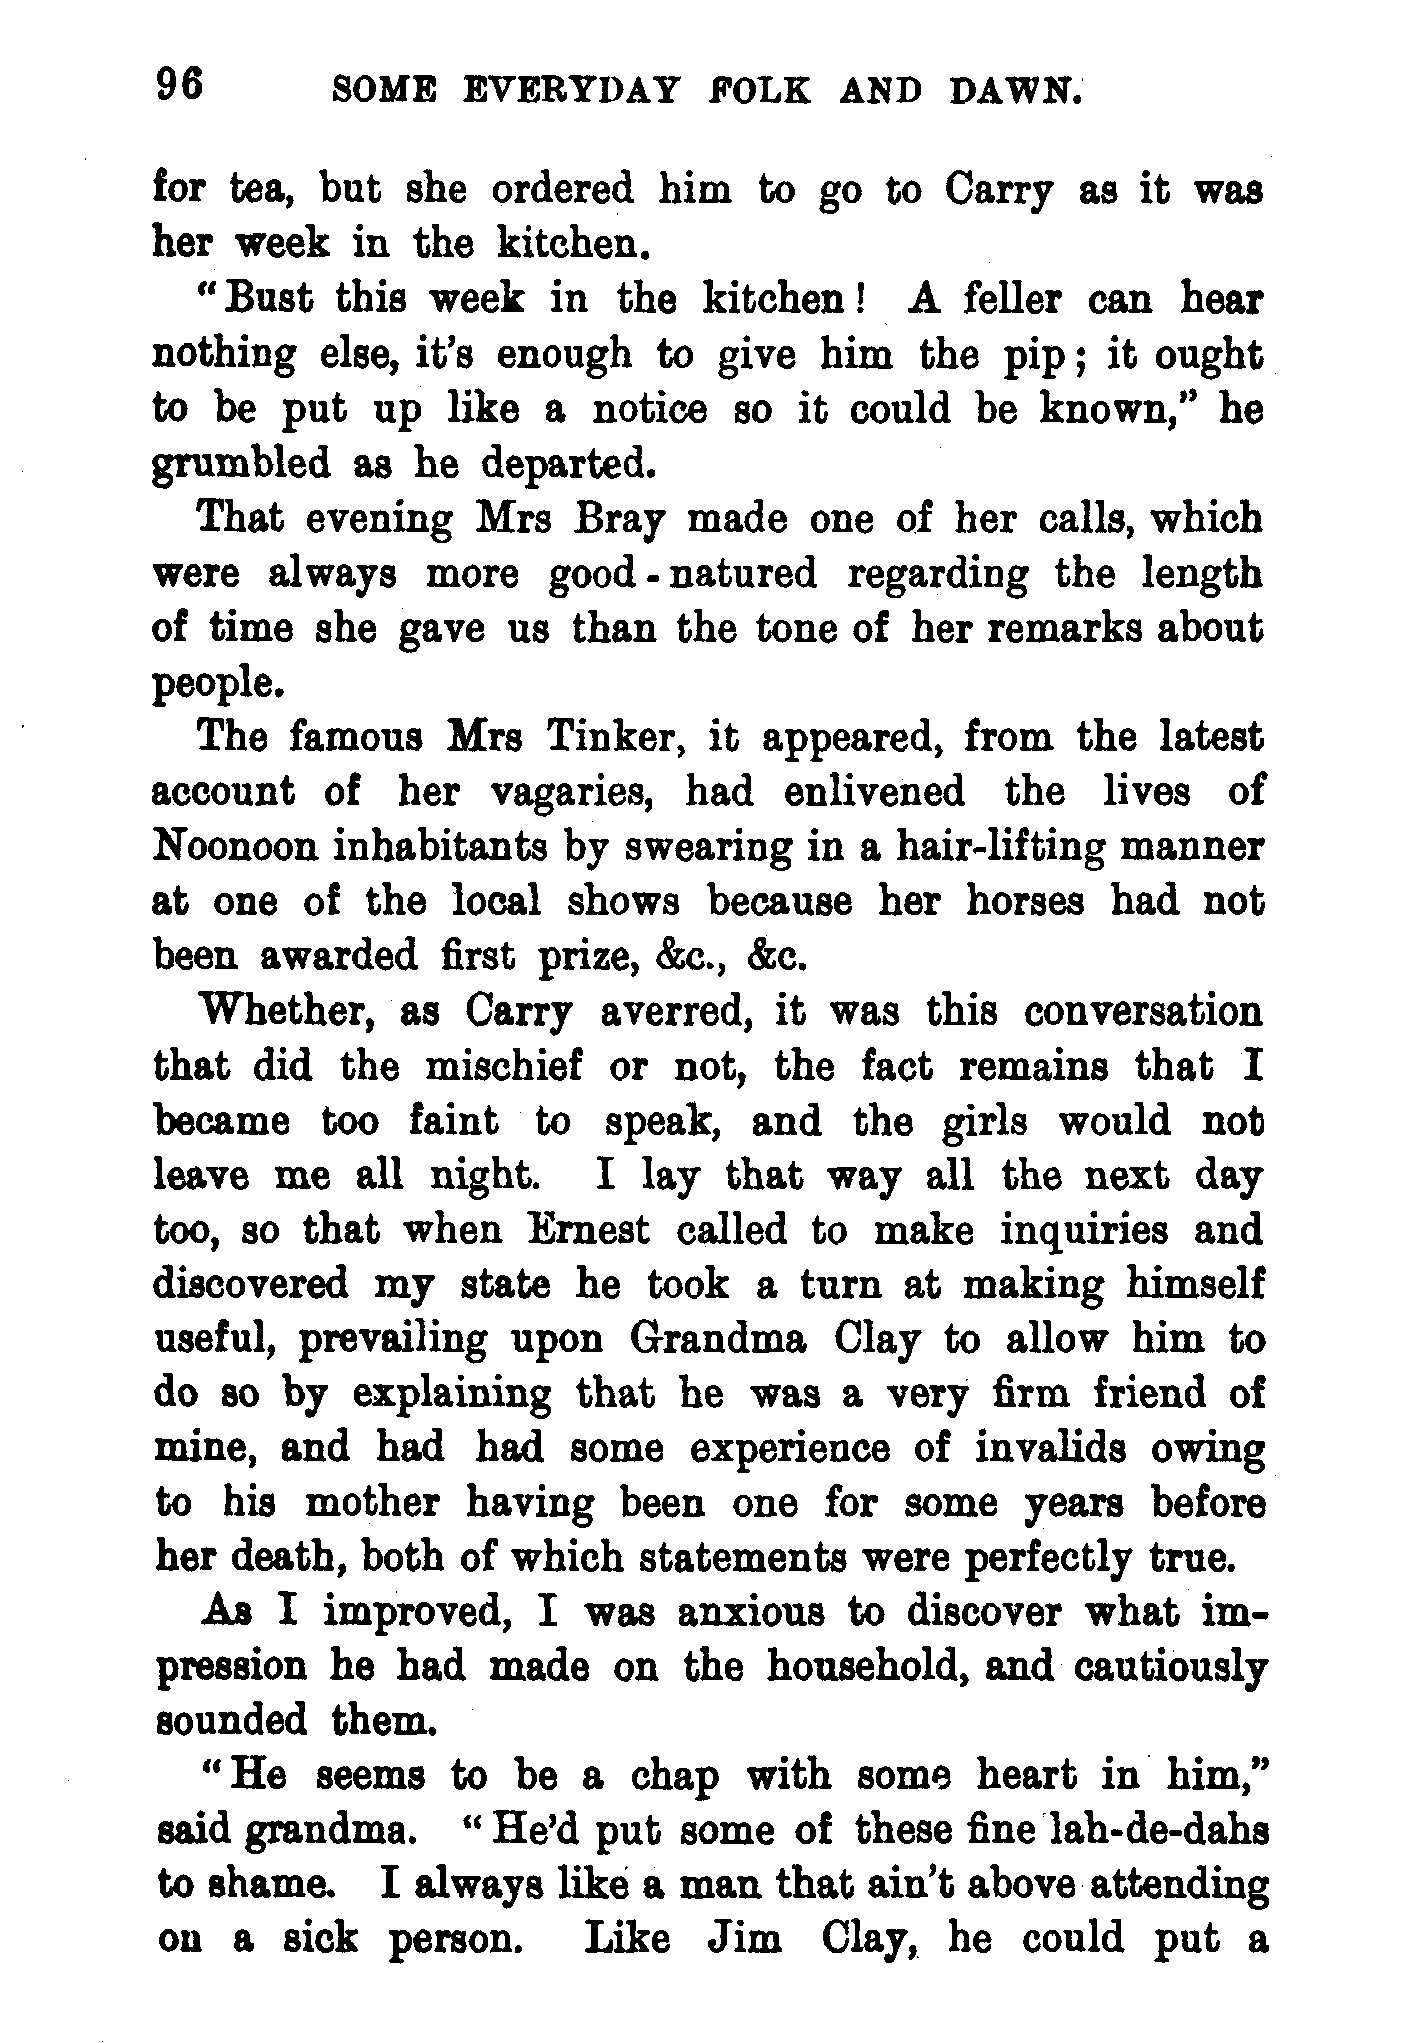 96 SOME EVERYDAY FOLK AND DAWN.
for tea, but she ordered him to go to Carry as it was
her week in the kitchen.
"Bust this week in the kitchen! A feller can hear
nothing else, it's enough to give him the pip; it ought
to be put up like a notice so it could be known," he
grumbled as he departed.
That evening Mrs Bray made one of her calls, which
were always more good-natured regarding the length
of time she gave us than the tone of her remarks about
people.
The famous Mrs Tinker, it appeared, from the latest
account of her vagaries, had enlivened the lives of
Noonoon inhabitants by swearing in a hair-lifting manner
at one of the local shows because her horses had not
been awarded first prize, &c., &c.
Whether, as Carry averred, it was this conversation
that did the mischief or not, the fact remains that I
became too faint to speak, and the girls would not
leave me all night. I lay that way all the next day
too, so that when Ernest called to make inquiries and
discovered my state he took a turn at making himself
useful, prevailing upon Grandma Clay to allow him to
do so by explaining that he was a very firm friend of
mine, and had had some experience of invalids owing
to his mother having been one for some years before
her death, both of which statements were perfectly true.
As I improved, I was anxious to discover what im-
pression he had made on the household, and cautiously
sounded them.
"He seems to be a chap with some heart in him,"
said grandma. "He'd put some of these fine lah-de-dahs
to shame. I always like a man that ain't above attending
on a sick person. Like Jim Clay, he could put a